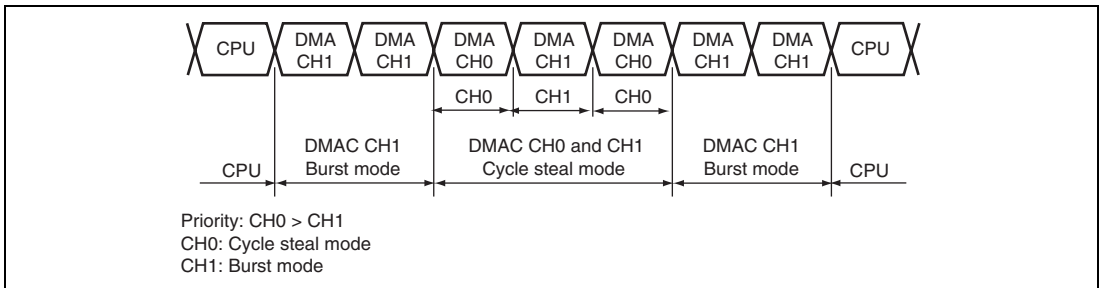 CPU DMA DMA DMA DMA DMA DMA DMA CPU
CH1 CH1 CH0 CH1 CH0 CH1 CH1
CH0 CH1 CH0
DMAC CH1 DMAC CH0 and CH1 DMAC CH1
CPU Burst mode Cycle steal mode Burst mode CPU
Priority: CH0 > CH1
CH0: Cycle steal mode
CH1: Burst mode